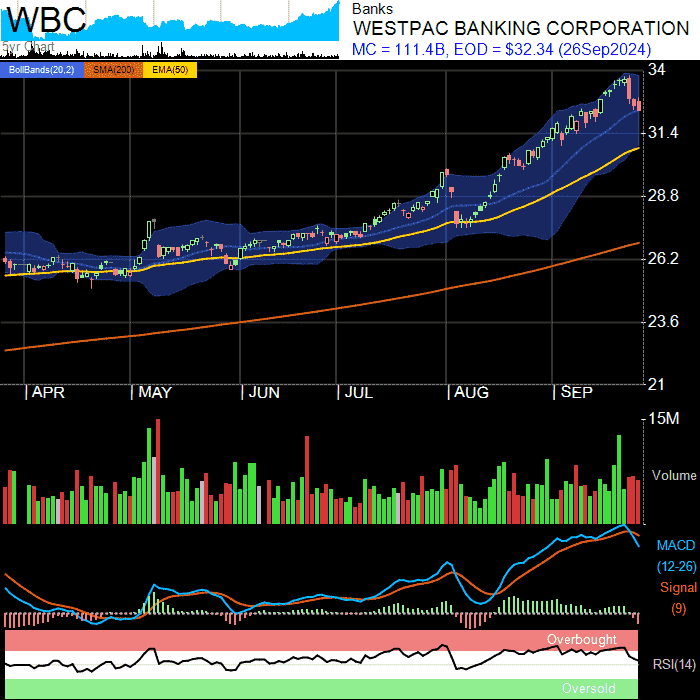 WBC
5yr Chart
Banks
WESTPAC BANKING CORPORATION
MC = 111.4B, EOD = $32.34 (26Sep2024)
BollBands(20,2) SMA(200) EMA(50)
34
31.4
28.8
26.2
23.6
21
APR MAY JUN JUL AUG SEP
15M
Volume
MACD
(12-26)
Signal
(9)
Overbought
RSI(14)
Oversold